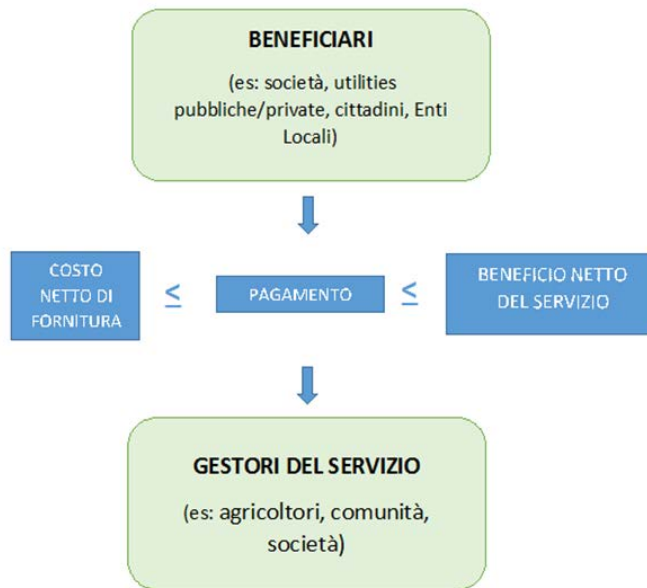 BENEFICIARI
(es: società, utilities
pubbliche/private, cittadini, Enti
Locali)
COSTO
NETTO DI
FORNITURA
≤
PAGAMENTO
≤
BENEFICIO NETTO
DEL SERVIZIO
GESTORI DEL SERVIZIO
(es: agricoltori, comunità,
società)